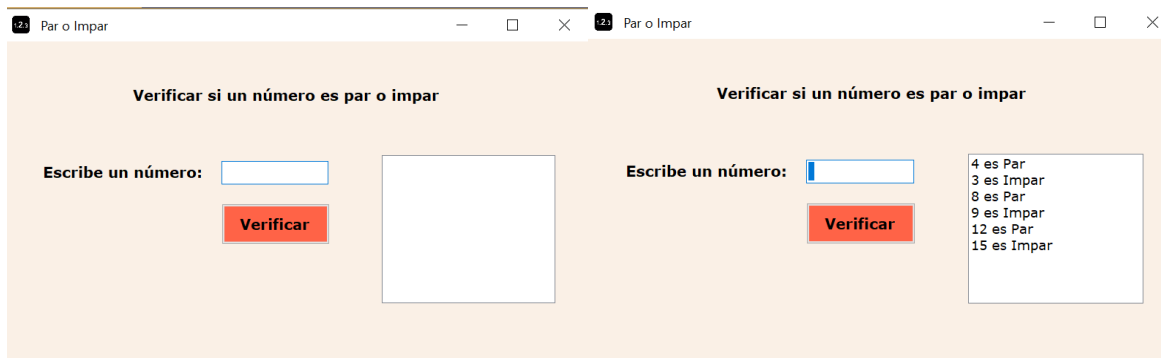 Par o Impar
Verificar si un número es par o impar
Escribe un número:
Verificar
Par o Impar
Verificar si un número es par o impar
Escribe un número:
Verificar
4 es Par
3 es Impar
8 es Par
9 es Impar
12 es Par
15 es Impar